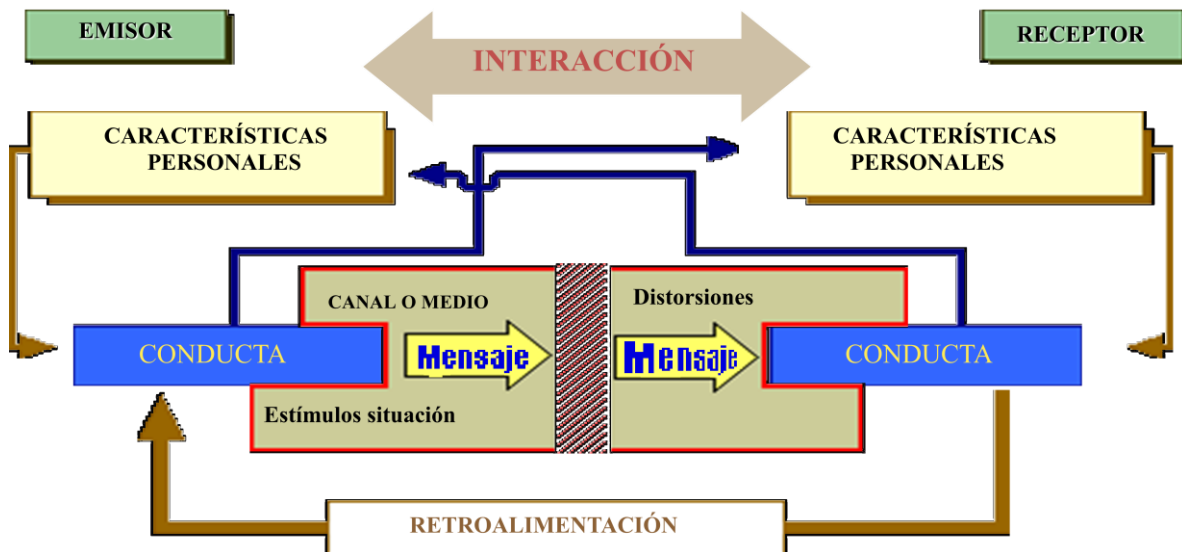 EMISOR
INTERACCIÓN
RECEPTOR
CARACTERÍSTICAS
PERSONALES
CARACTERÍSTICAS
PERSONALES
CANAL O MEDIO
Distorsiones
CONDUCTA
Mensaje
Mensaje
CONDUCTA
Estímulos situación
RETROALIMENTACIÓN